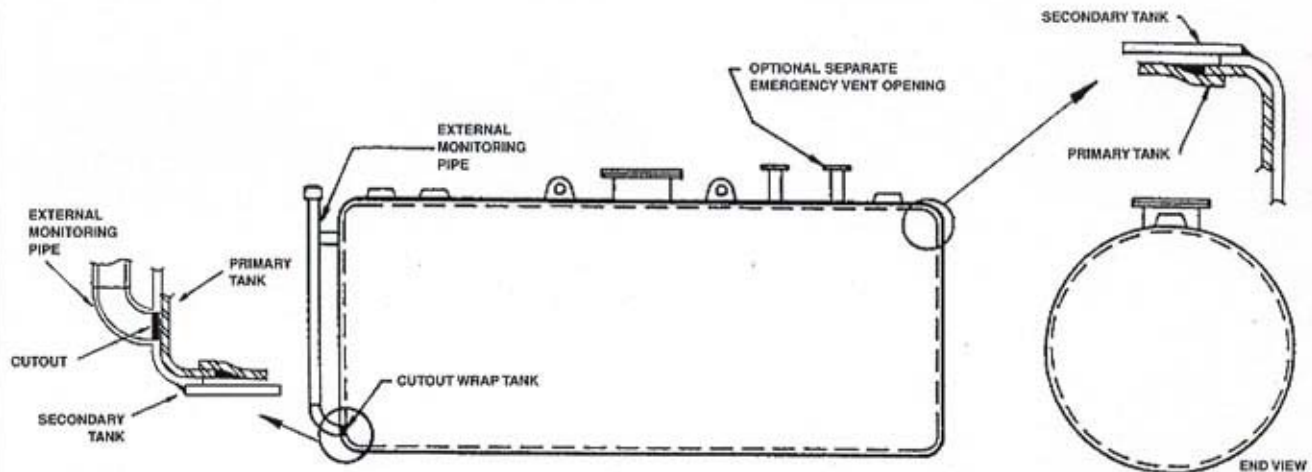 SECONDARY TANK
OPTIONAL SEPARATE
EMERGENCY VENT OPENING
EXTERNAL
MONITORING
PIPE
PRIMARY TANK
EXTERNAL
MONITORING
PIPE
PRIMARY
TANK
CUTOUT
CUTOUT WRAP TANK
SECONDARY
TANK
END VIEW